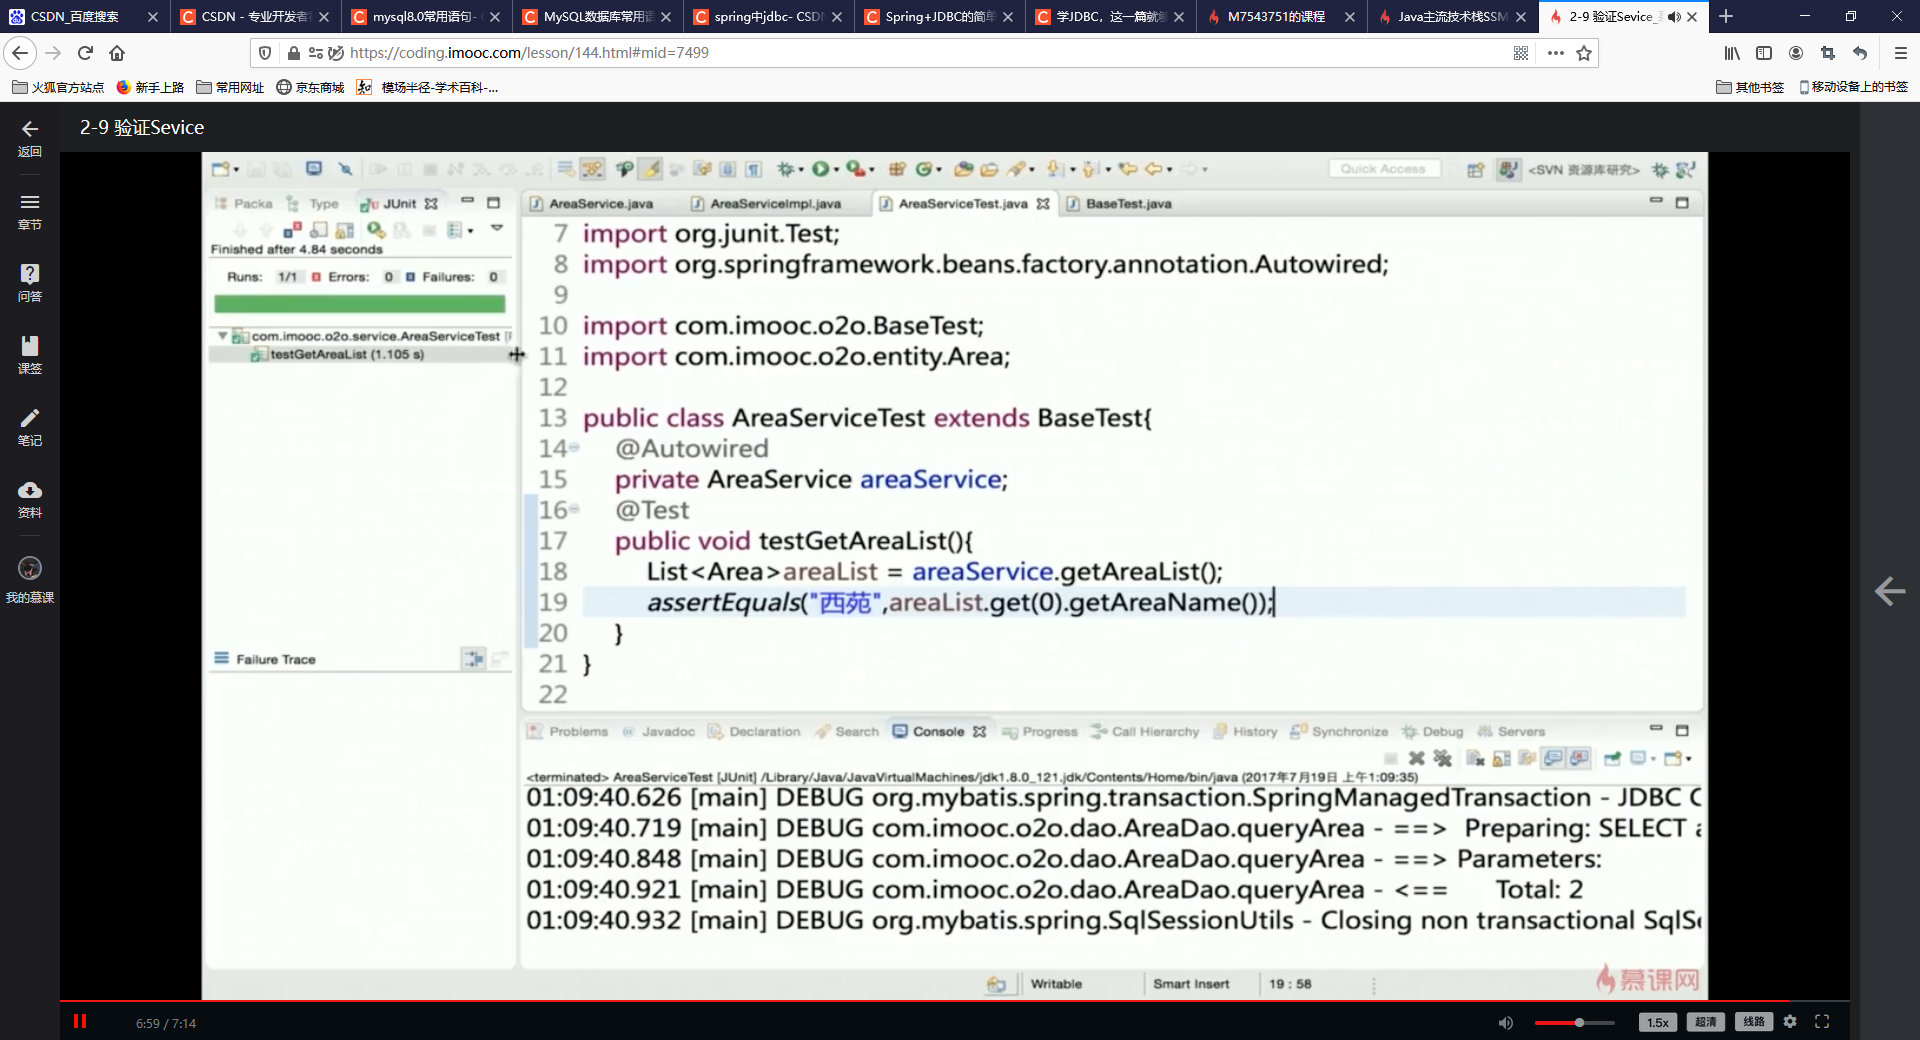 CSDN_百度搜索
CSDN - 专业开发者
mysql8.0常用语句-
MySQL数据库常用语
spring中jdbc- CSDN
Spring+JDBC的简单
学JDBC，这一篇就
M7543751的课程
Java主流技术栈SSM
2-9 验证Sevice_
https://coding.imooc.com/lesson/144.html#mid=7499
火狐官方站点 新手上路 常用网址 京东商城 模场半径-学术百科-... 其他书签 移动设备上的书签
2-9 验证Sevice
返回
章节
问答
课签
笔记
资料
我的慕课
Quick Access <SVN 资源库研究>
Packa Type JUnit
Finished after 4.84 seconds
Runs: 1/1 Errors: 0 Failures: 0
com.imooc.o2o.service.AreaServiceTest
testGetAreaList (1.105 s)
Failure Trace
AreaService.java AreaServiceImpl.java AreaServiceTest.java BaseTest.java
7 import org.junit.Test;
8 import org.springframework.beans.factory.annotation.Autowired;
9
10 import com.imooc.o2o.BaseTest;
11 import com.imooc.o2o.entity.Area;
12
13 public class AreaServiceTest extends BaseTest{
14 @Autowired
15 private AreaService areaService;
16 @Test
17 public void testGetAreaList(){
18 List<Area>areaList = areaService.getAreaList();
19 assertEquals("西苑",areaList.get(0).getAreaName());
20 }
21 }
22
Problems Javadoc Declaration Search Console Progress Call Hierarchy History Synchronize Debug Servers
<terminated> AreaServiceTest [JUnit] /Library/Java/JavaVirtualMachines/jdk1.8.0_121.jdk/Contents/Home/bin/java (2017年7月19日 上午1:09:35)
01:09:40.626 [main] DEBUG org.mybatis.spring.transaction.SpringManagedTransaction - JDBC C
01:09:40.719 [main] DEBUG com.imooc.o2o.dao.AreaDao.queryArea - ==> Preparing: SELECT a
01:09:40.848 [main] DEBUG com.imooc.o2o.dao.AreaDao.queryArea - ==> Parameters:
01:09:40.921 [main] DEBUG com.imooc.o2o.dao.AreaDao.queryArea - <== Total: 2
01:09:40.932 [main] DEBUG org.mybatis.spring.SqlSessionUtils - Closing non transactional SqlSe
Writable Smart Insert 19 : 58
慕课网
6:59 / 7:14 1.5x 超清 线路